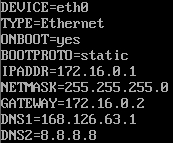 DEVICE=eth0
TYPE=Ethernet
ONBOOT=yes
BOOTPROTO=static
IPADDR=172.16.0.1
NETMASK=255.255.255.0
GATEWAY=172.16.0.2
DNS1=168.126.63.1
DNS2=8.8.8.8